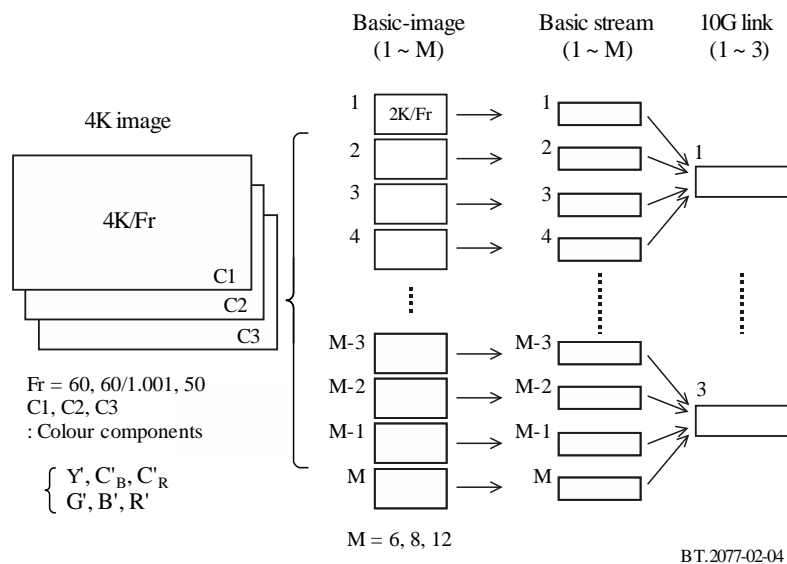 Basic-image
(1 ~ M)
Basic stream
(1 ~ M)
10G link
(1 ~ 3)
4K image
4K/Fr
C1
C2
C3
Fr = 60, 60/1.001, 50
C1, C2, C3
: Colour components
Y', C'B, C'R
G', B', R'
1
2K/Fr
2
3
4
M-3
M-2
M-1
M
M = 6, 8, 12
1
2
3
4
M-3
M-2
M-1
M
1
3
BT.2077-02-04